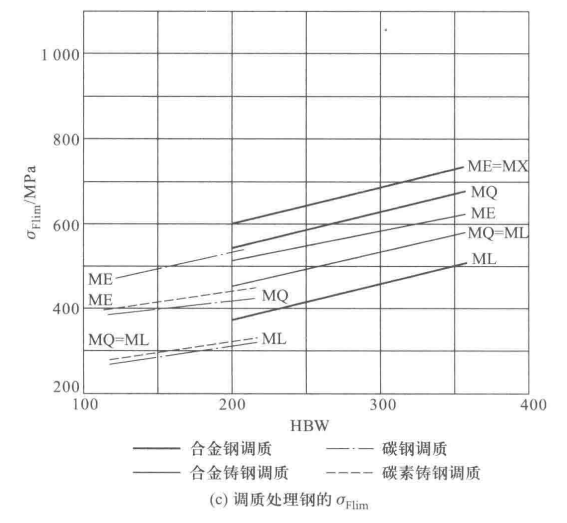 1 000
800
600
400
200
σFlim/MPa
ME=MX
MQ
ME
MQ=ML
ML
ME
ME
MQ
MQ=ML
ML
100
200
300
400
HBW
合金钢调质
碳钢调质
合金铸钢调质
碳素铸钢调质
(c) 调质处理钢的 σFlim